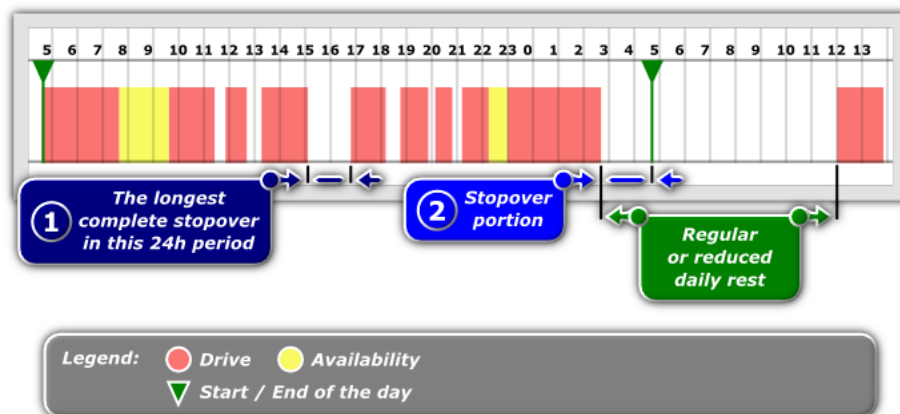 5 6 7 8 9 10 11 12 13 14 15 16 17 18 19 20 21 22 23 0 1 2 3 4 5 6 7 8 9 10 11 12 13
1
The longest
complete stopover
in this 24h period
2
Stopover
portion
Regular
or reduced
daily rest
Legend: Drive Availability
Start / End of the day